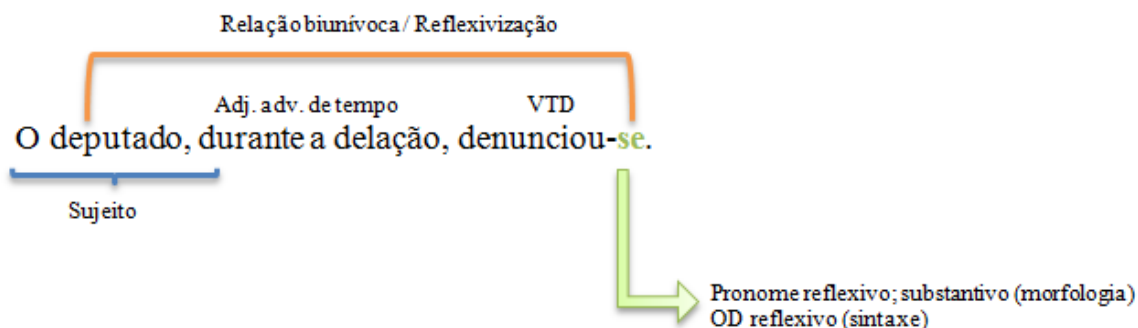 Relação biunívoca / Reflexivização
Adj. adv. de tempo VTD
O deputado, durante a delação, denunciou-se.
Sujeito
Pronome reflexivo; substantivo (morfologia)
OD reflexivo (sintaxe)